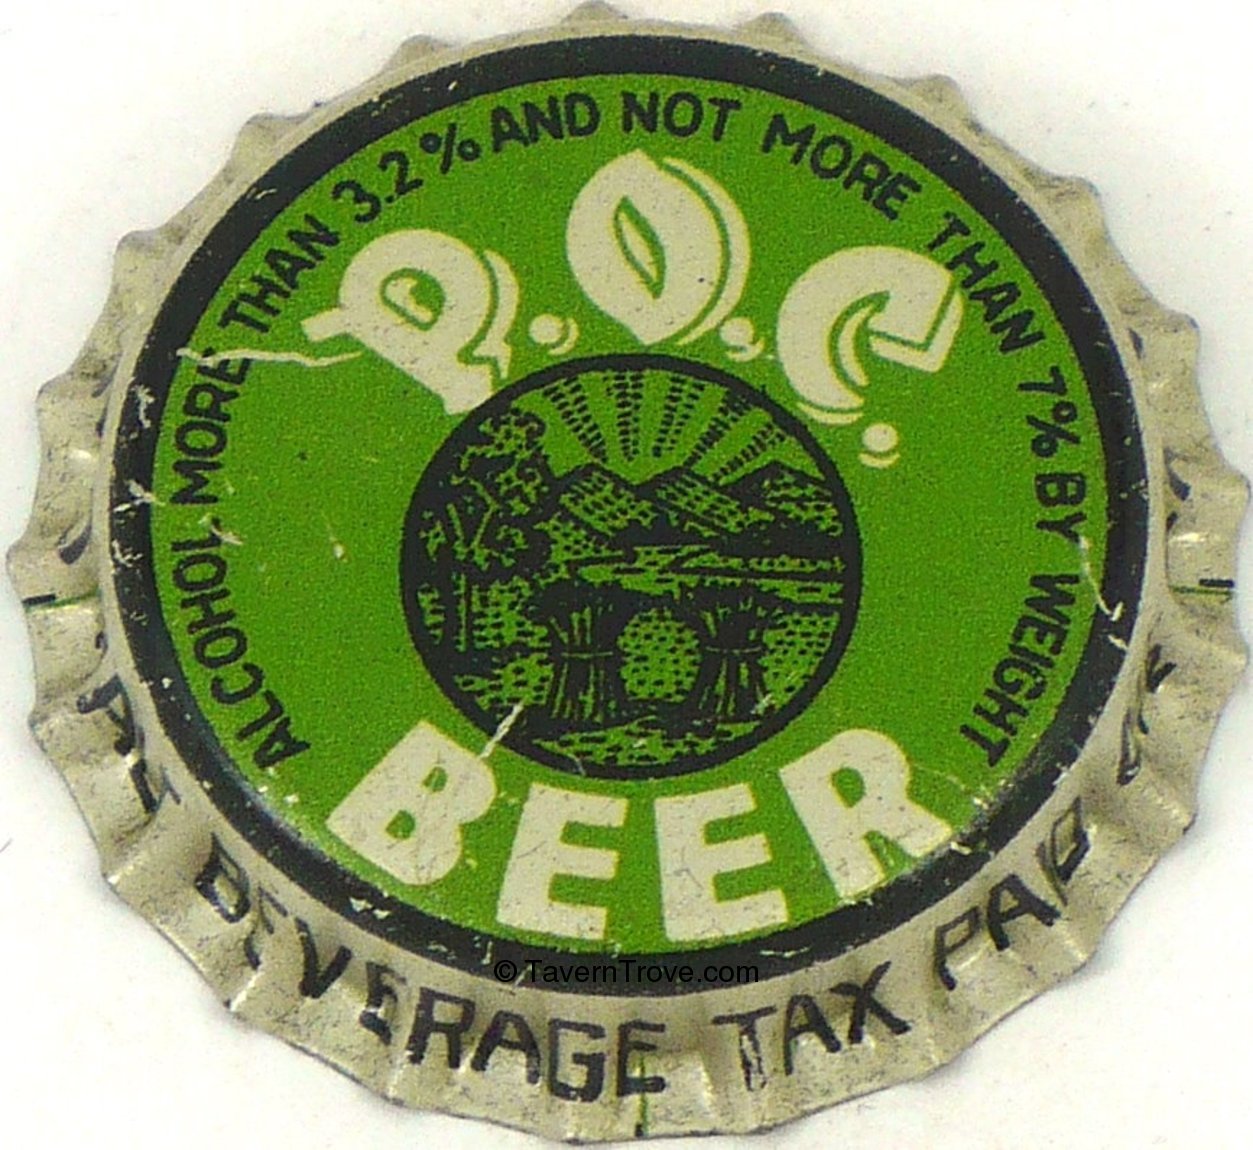 ALCOHOL MORE THAN 3.2% AND NOT MORE THAN 7% BY WEIGHT
P.O.C.
BEER
© TavernTrove.com
BEVERAGE TAX PAID